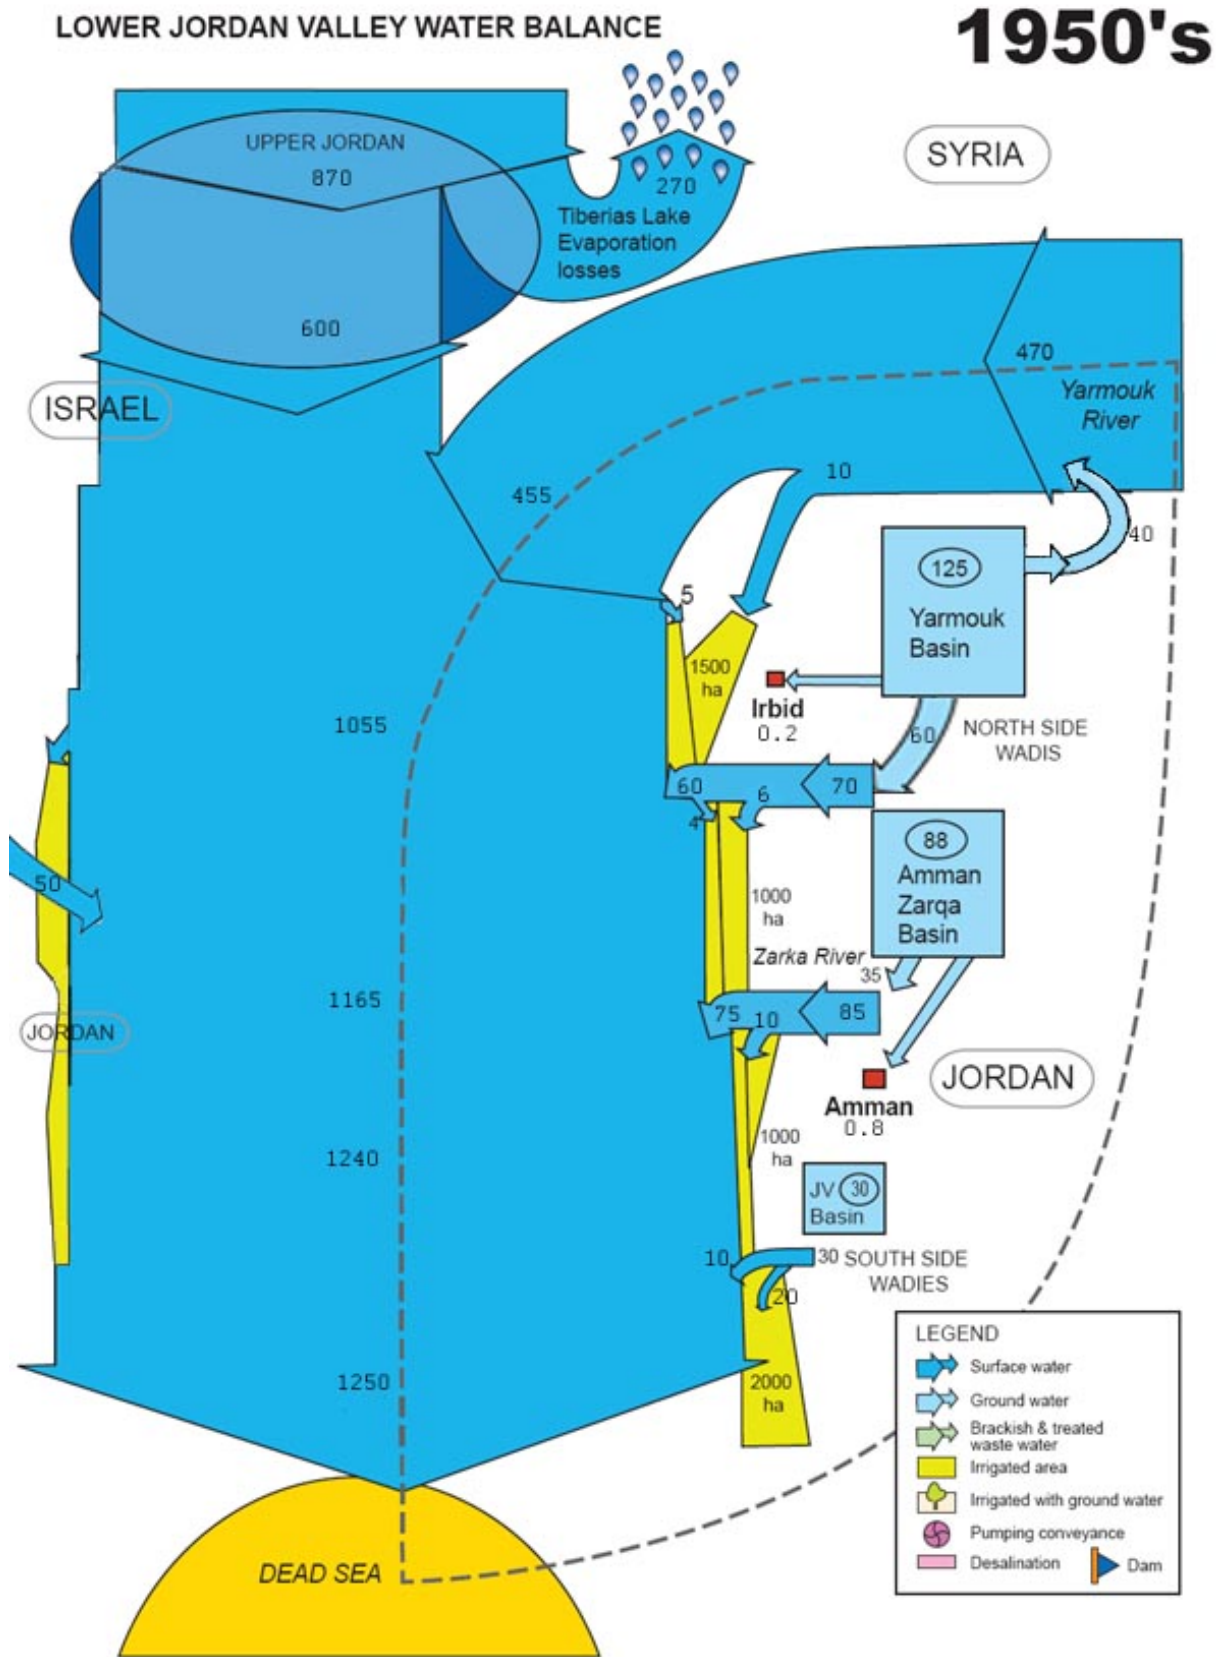 LOWER JORDAN VALLEY WATER BALANCE
1950's
UPPER JORDAN
870
270
Tiberias Lake
Evaporation
losses
SYRIA
600
470
Yarmouk
River
ISRAEL
455
10
40
125
Yarmouk
Basin
5
1500
ha
Irbid
0.2
60
NORTH SIDE
WADIS
1055
60
6
70
4
88
Amman
Zarqa
Basin
50
1000
ha
Zarka River
35
1165
75
10
85
JORDAN
JORDAN
Amman
0.8
1240
1000
ha
JV 30
Basin
10
30
SOUTH SIDE
WADIES
20
1250
2000
ha
LEGEND
Surface water
Ground water
Brackish & treated
waste water
Irrigated area
Irrigated with ground water
Pumping conveyance
Desalination
Dam
DEAD SEA